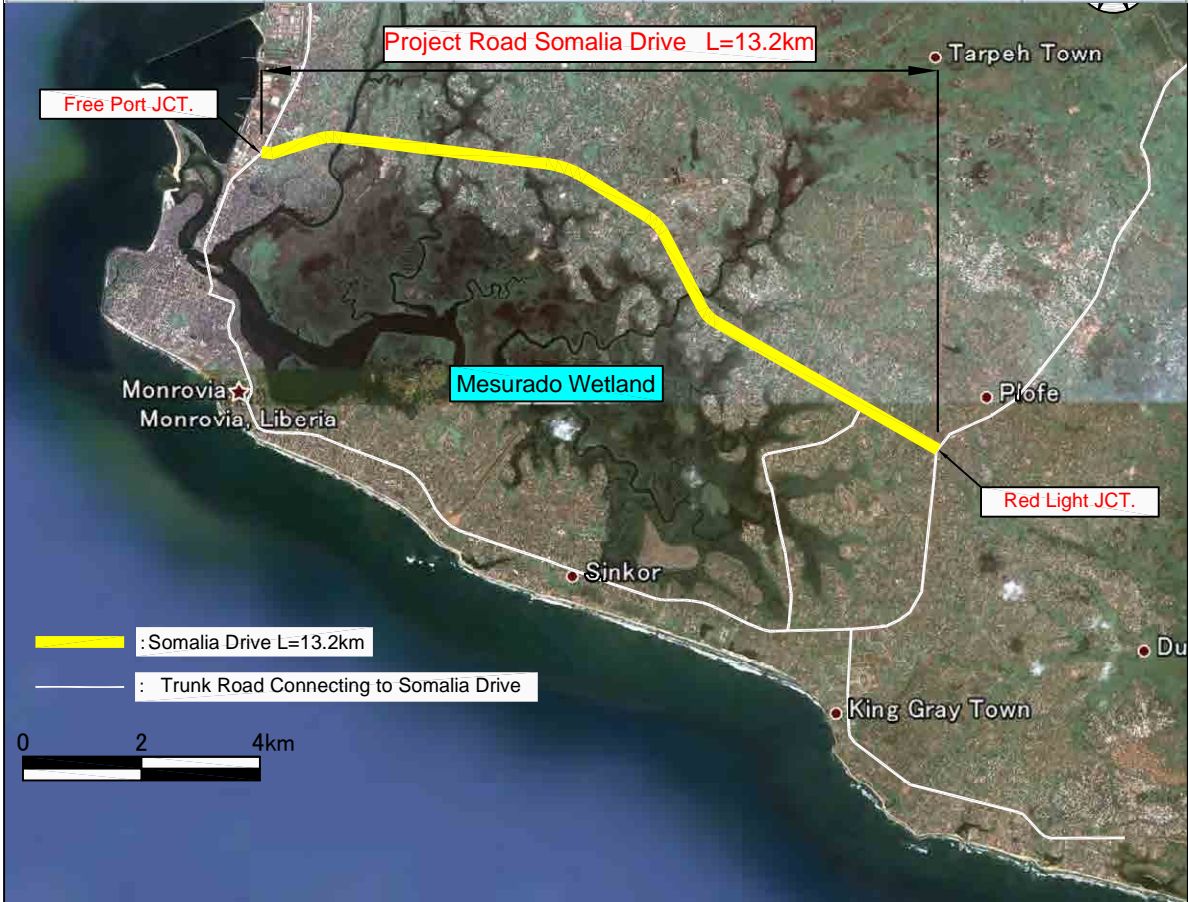 Project Road Somalia Drive L=13.2km
Tarpeh Town
Free Port JCT.
Mesurado Wetland
Monrovia
Monrovia, Liberia
Plofe
Red Light JCT.
Sinkor
: Somalia Drive L=13.2km
Du
: Trunk Road Connecting to Somalia Drive
King Gray Town
0 2 4km